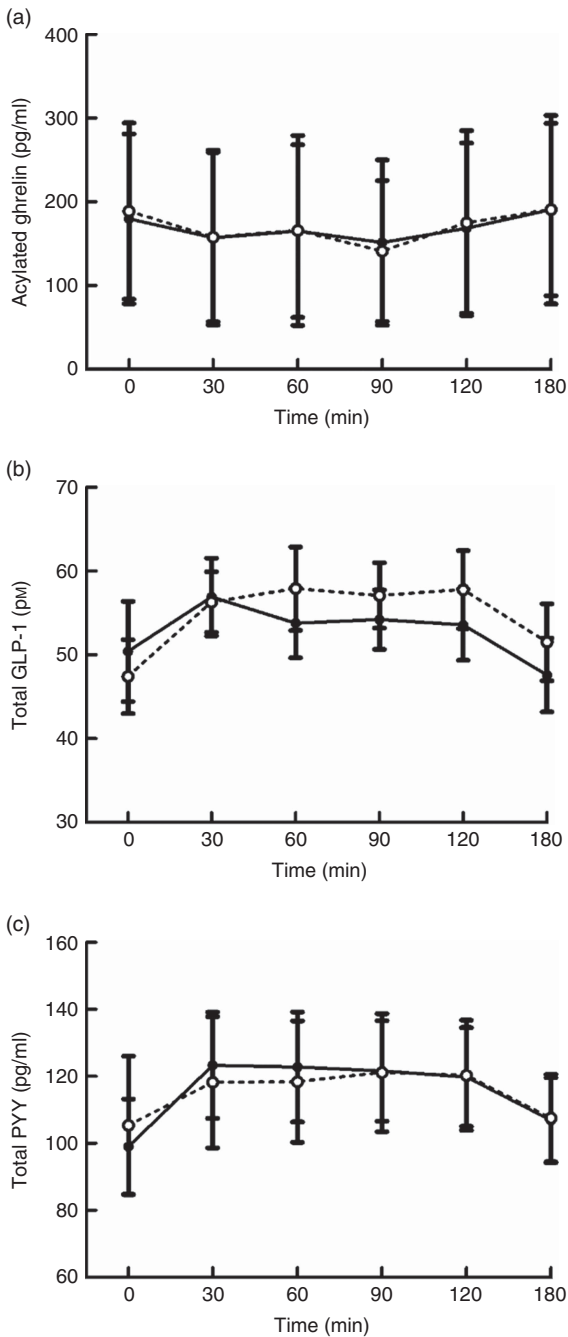 (a)
400
300
200
100
0
Acylated ghrelin (pg/ml)
0 30 60 90 120 180
Time (min)
(b)
70
60
50
40
30
Total GLP-1 (pM)
0 30 60 90 120 180
Time (min)
(c)
160
140
120
100
80
60
Total PYY (pg/ml)
0 30 60 90 120 180
Time (min)